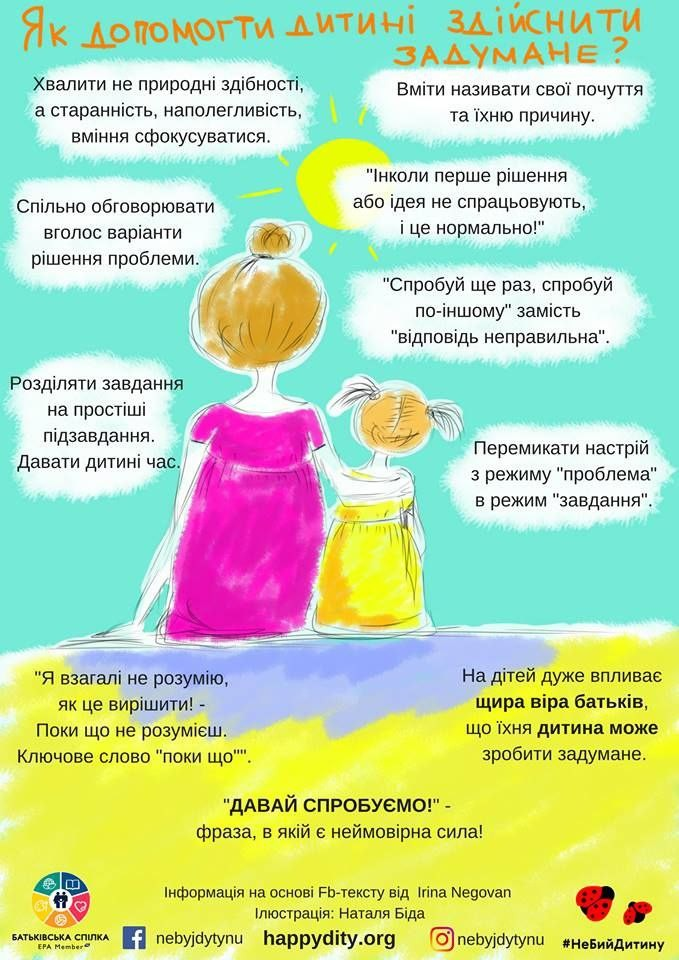 Як допомогти дитині здійснити
задумане?
Хвалити не природні здібності,
а старанність, наполегливість,
вміння сфокусуватися.
Вміти називати свої почуття
та їхню причину.
"Інколи перше рішення
або ідея не спрацьовують,
і це нормально!"
Спільно обговорювати
вголос варіанти
рішення проблеми.
"Спробуй ще раз, спробуй
по-іншому" замість
"відповідь неправильна".
Розділяти завдання
на простіші
підзавдання.
Давати дитині час.
Перемикати настрій
з режиму "проблема"
в режим "завдання".
"Я взагалі не розумію,
як це вирішити! -
Поки що не розумієш.
Ключове слово "поки що"".
На дітей дуже впливає
щира віра батьків,
що їхня дитина може
зробити задумане.
"ДАВАЙ СПРОБУЄМО!" -
фраза, в якій є неймовірна сила!
Інформація на основі Fb-тексту від Irina Negovan
Ілюстрація: Наталя Біда
БАТЬКІВСЬКА СПІЛКА
EPA Member
nebyjdytynu
happydity.org
nebyjdytynu
#НеБийДитину